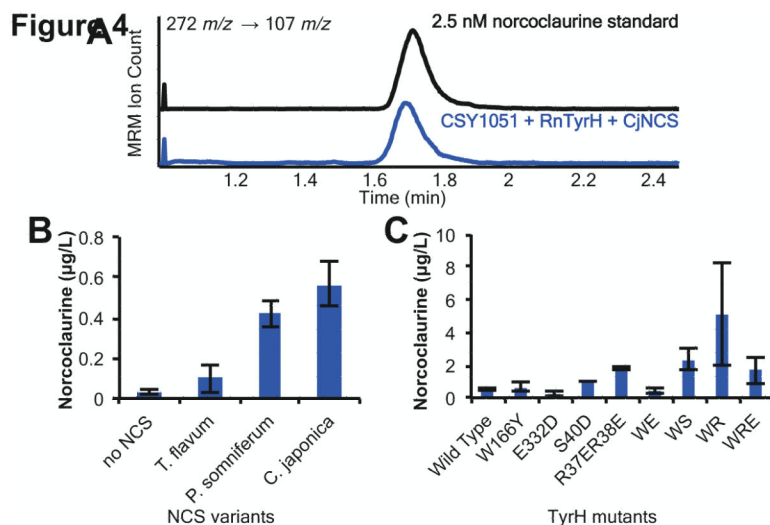 Figure 4
A
272 m/z → 107 m/z
2.5 nM norcoclaurine standard
MRM Ion Count
CSY1051 + RnTyrH + CjNCS
1.2 1.4 1.6 1.8 2 2.2 2.4
Time (min)
B
Norcoclaurine (µg/L)
0.8
0.6
0.4
0.2
0
no NCS
T. flavum
P. somniferum
C. japonica
NCS variants
C
Norcoclaurine (µg/L)
10
8
6
4
2
0
Wild Type
W166Y
E332D
S40D
R37ER38E
WE
WS
WR
WRE
TyrH mutants